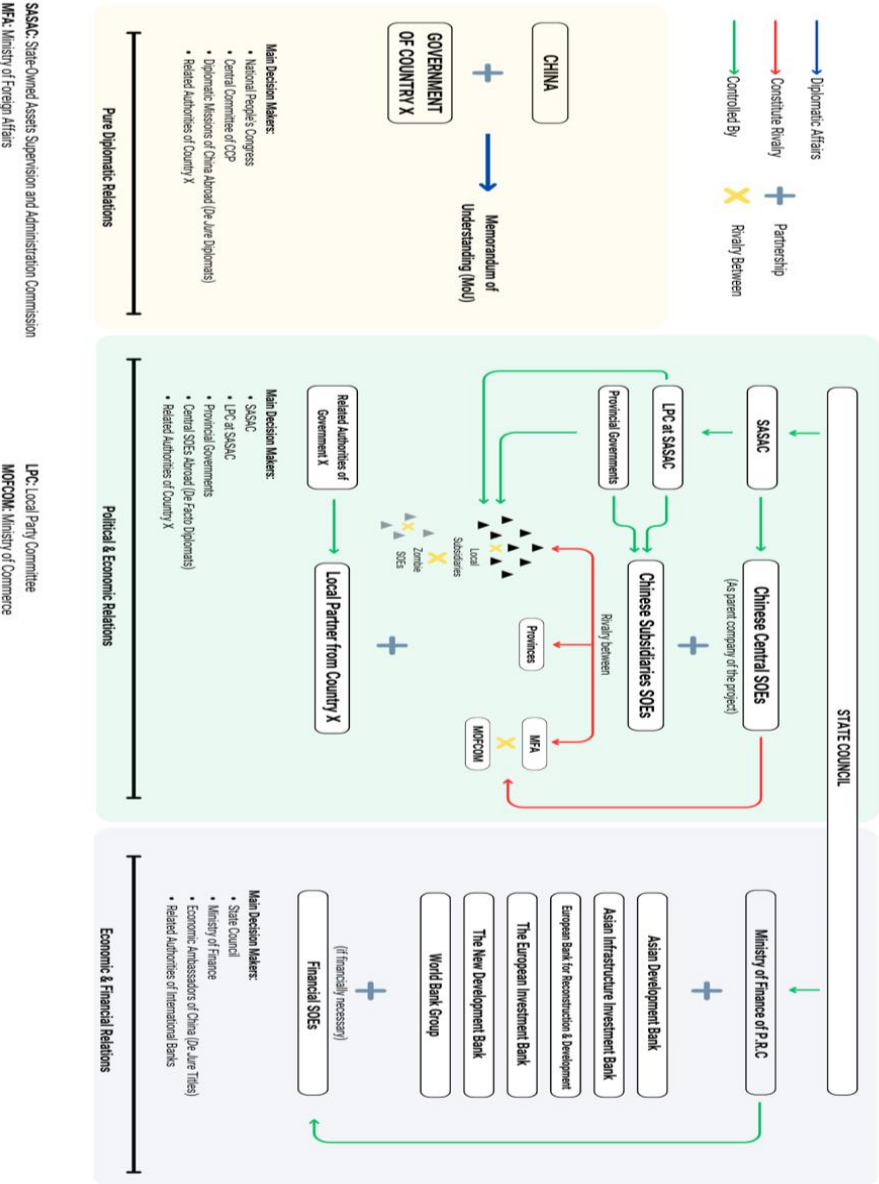 Diplomatic Affairs
Constitute Rivalry
Controlled By
Partnership
Rivalry Between
CHINA
GOVERNMENT
OF COUNTRY X
Memorandum of
Understanding (MoU)
Main Decision Makers:
• National People's Congress
• Central Committee of CCP
• Diplomatic Missions of China Abroad (De Jure Diplomats)
• Related Authorities of Country X
Pure Diplomatic Relations
STATE COUNCIL
SASAC
Chinese Central SOEs
(As parent company of the project)
LPC at SASAC
Provincial Governments
Chinese Subsidiaries SOEs
Rivalry between
Local
Subsidiaries
Zombie
SOEs
Provinces
MFA
MOFCOM
Related Authorities of
Government X
Local Partner from Country X
Main Decision Makers:
• SASAC
• LPC at SASAC
• Provincial Governments
• Central SOEs Abroad (De Facto Diplomats)
• Related Authorities of Country X
Political & Economic Relations
Ministry of Finance of P.R.C
Asian Development Bank
Asian Infrastructure Investment Bank
European Bank for Reconstruction & Development
The European Investment Bank
The New Development Bank
World Bank Group
(if financially necessary)
Financial SOEs
Main Decision Makers:
• State Council
• Ministry of Finance
• Economic Ambassadors of China (De Jure Titles)
• Related Authorities of International Banks
Economic & Financial Relations
SASAC: State-Owned Assets Supervision and Administration Commission
MFA: Ministry of Foreign Affairs
LPC: Local Party Committee
MOFCOM: Ministry of Commerce